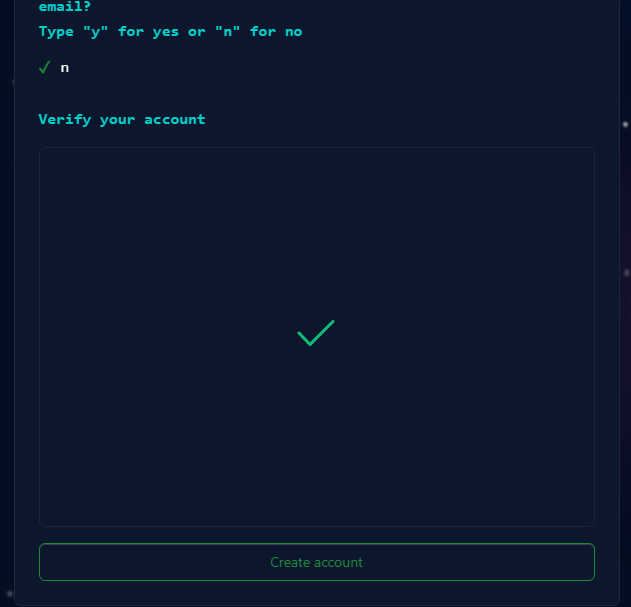 email?
Type "y" for yes or "n" for no
✓ n
Verify your account
Create account